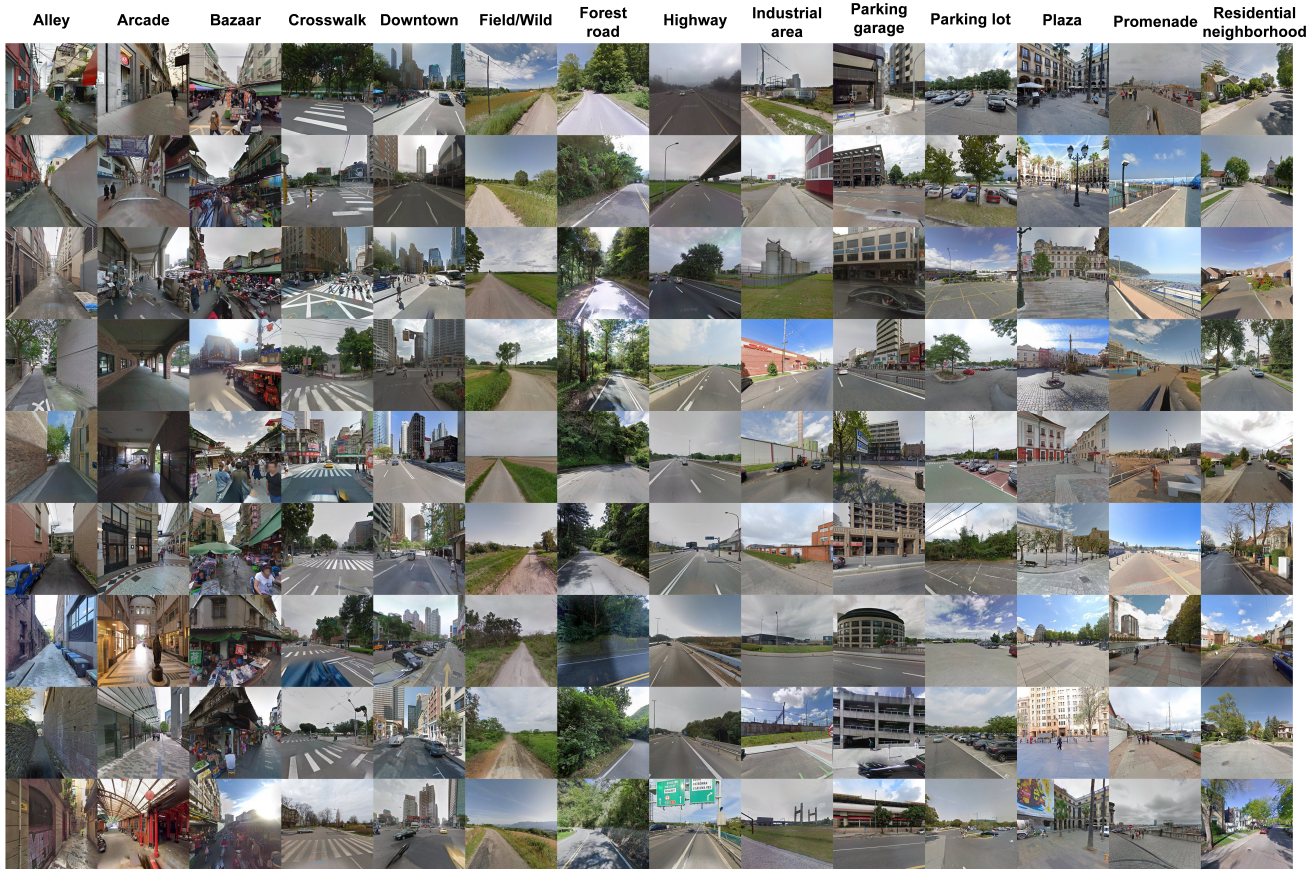 Alley
Arcade
Bazaar
Crosswalk
Downtown
Field/Wild
Forest
road
Highway
Industrial
area
Parking
garage
Parking lot
Plaza
Promenade
Residential
neighborhood